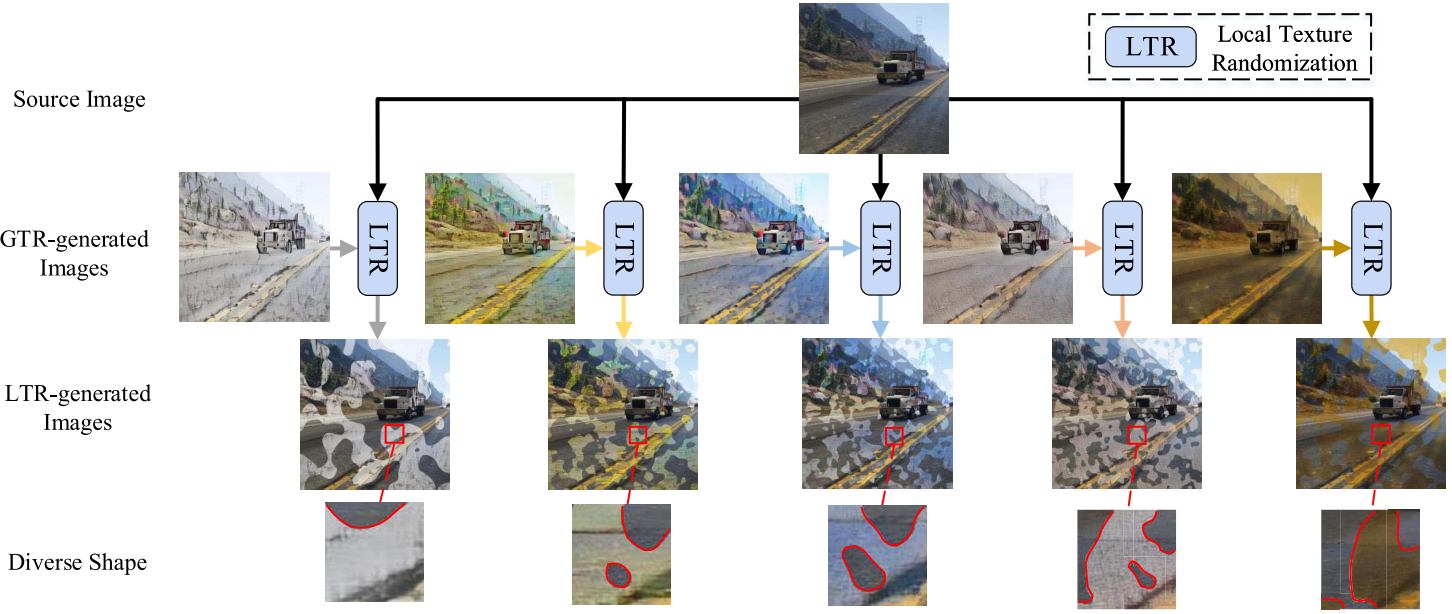 LTR
Local Texture
Randomization
Source Image
GTR-generated
Images
LTR
LTR
LTR
LTR
LTR
LTR-generated
Images
Diverse Shape